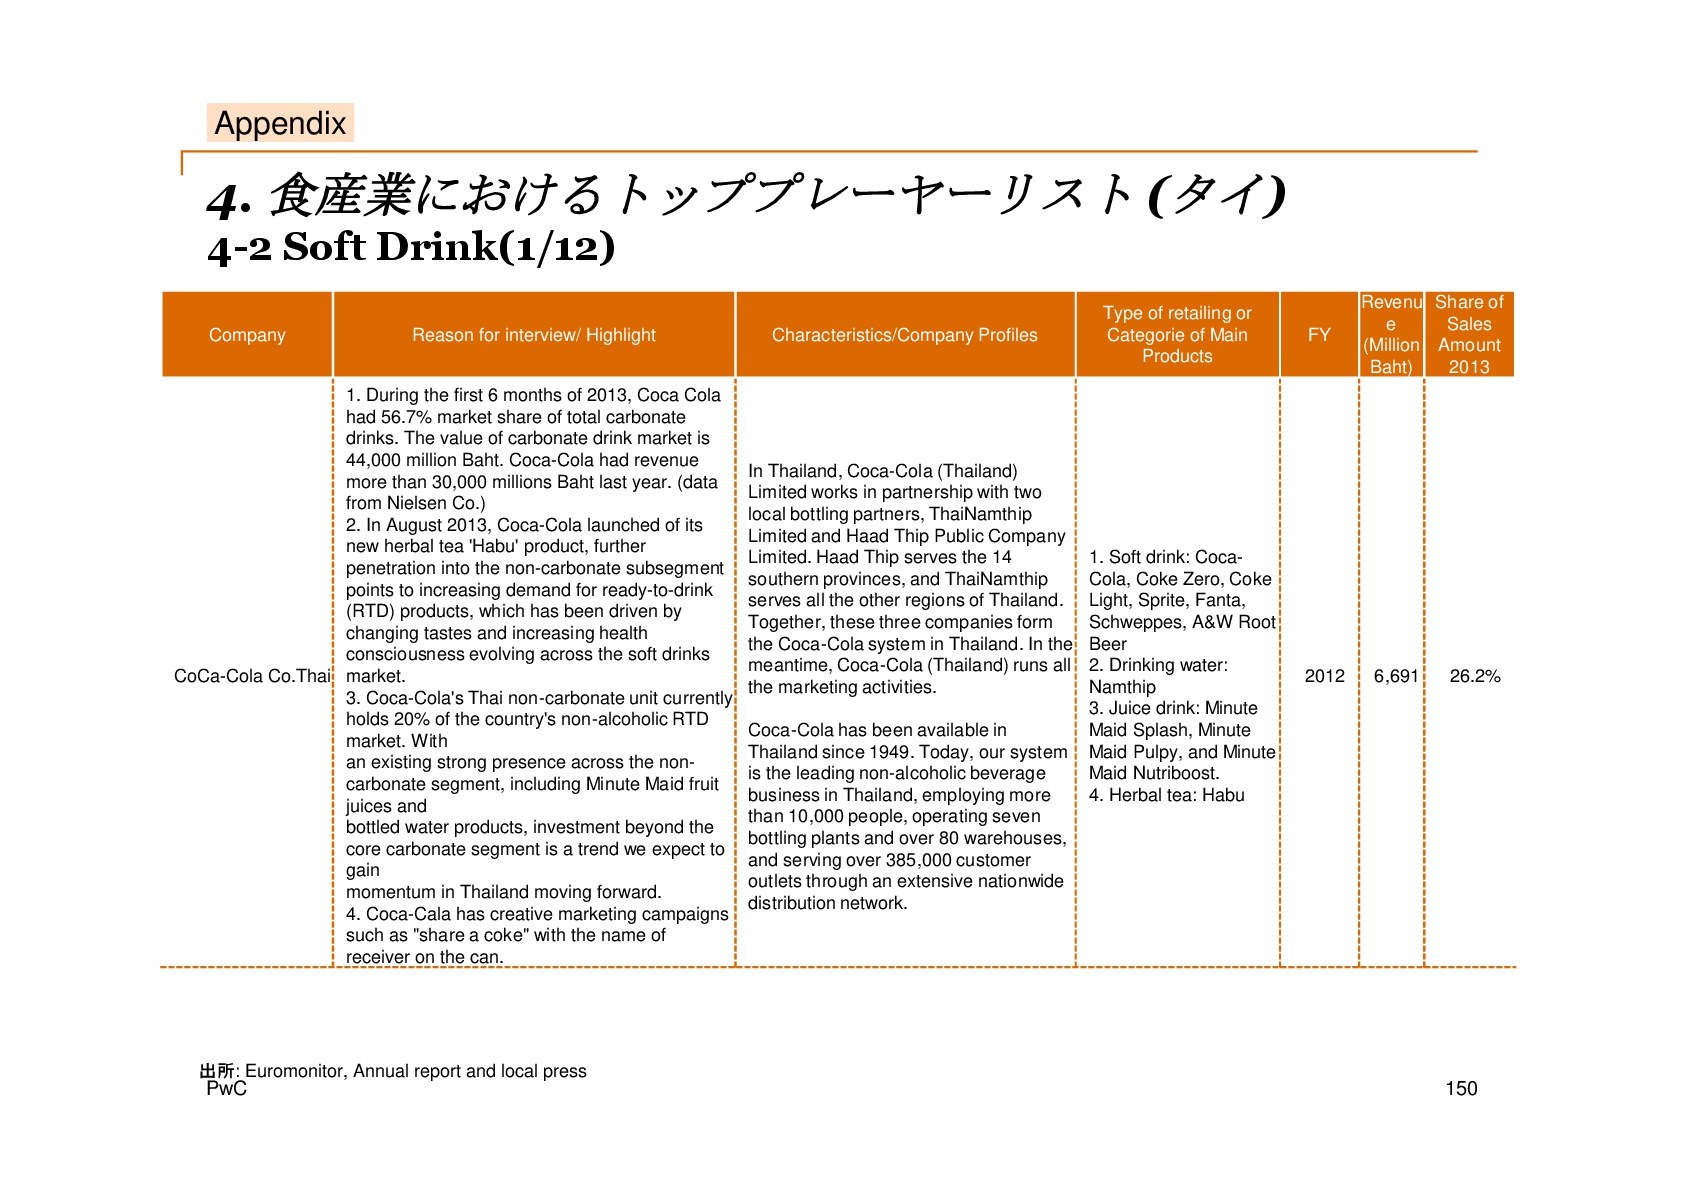 Appendix
4. 食産業におけるトッププレーヤーリスト(タイ)
4-2 Soft Drink(1/12)
Company
Reason for interview/ Highlight
Characteristics/Company Profiles
Type of retailing or
Categorie of Main
Products
FY
Revenu
e
(Million
Baht)
Share of
Sales
Amount
2013
CoCa-Cola Co.Thai
1. During the first 6 months of 2013, Coca Cola
had 56.7% market share of total carbonate
drinks. The value of carbonate drink market is
44,000 million Baht. Coca-Cola had revenue
more than 30,000 millions Baht last year. (data
from Nielsen Co.)
2. In August 2013, Coca-Cola launched of its
new herbal tea 'Habu' product, further
penetration into the non-carbonate subsegment
points to increasing demand for ready-to-drink
(RTD) products, which has been driven by
changing tastes and increasing health
consciousness evolving across the soft drinks
market.
3. Coca-Cola's Thai non-carbonate unit currently
holds 20% of the country's non-alcoholic RTD
market. With
an existing strong presence across the non-
carbonate segment, including Minute Maid fruit
juices and
bottled water products, investment beyond the
core carbonate segment is a trend we expect to
gain
momentum in Thailand moving forward.
4. Coca-Cala has creative marketing campaigns
such as "share a coke" with the name of
receiver on the can.
In Thailand, Coca-Cola (Thailand)
Limited works in partnership with two
local bottling partners, ThaiNamthip
Limited and Haad Thip Public Company
Limited. Haad Thip serves the 14
southern provinces, and ThaiNamthip
serves all the other regions of Thailand.
Together, these three companies form
the Coca-Cola system in Thailand. In the
meantime, Coca-Cola (Thailand) runs all
the marketing activities.
Coca-Cola has been available in
Thailand since 1949. Today, our system
is the leading non-alcoholic beverage
business in Thailand, employing more
than 10,000 people, operating seven
bottling plants and over 80 warehouses,
and serving over 385,000 customer
outlets through an extensive nationwide
distribution network.
1. Soft drink: Coca-
Cola, Coke Zero, Coke
Light, Sprite, Fanta,
Schweppes, A&W Root
Beer
2. Drinking water:
Namthip
3. Juice drink: Minute
Maid Splash, Minute
Maid Pulpy, and Minute
Maid Nutriboost.
4. Herbal tea: Habu
2012
6,691
26.2%
出所: Euromonitor, Annual report and local press
PwC
150